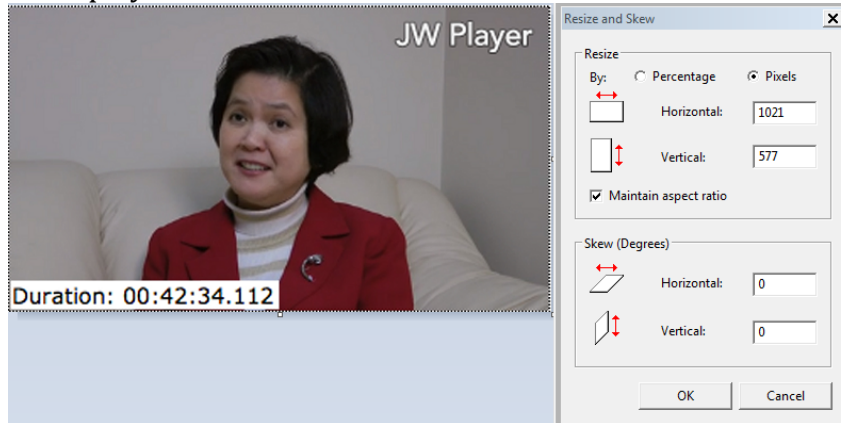 JW Player
Duration: 00:42:34.112
Resize and Skew
Resize
By:
Percentage
Pixels
Horizontal:
1021
Vertical:
577
Maintain aspect ratio
Skew (Degrees)
Horizontal:
0
Vertical:
0
OK
Cancel